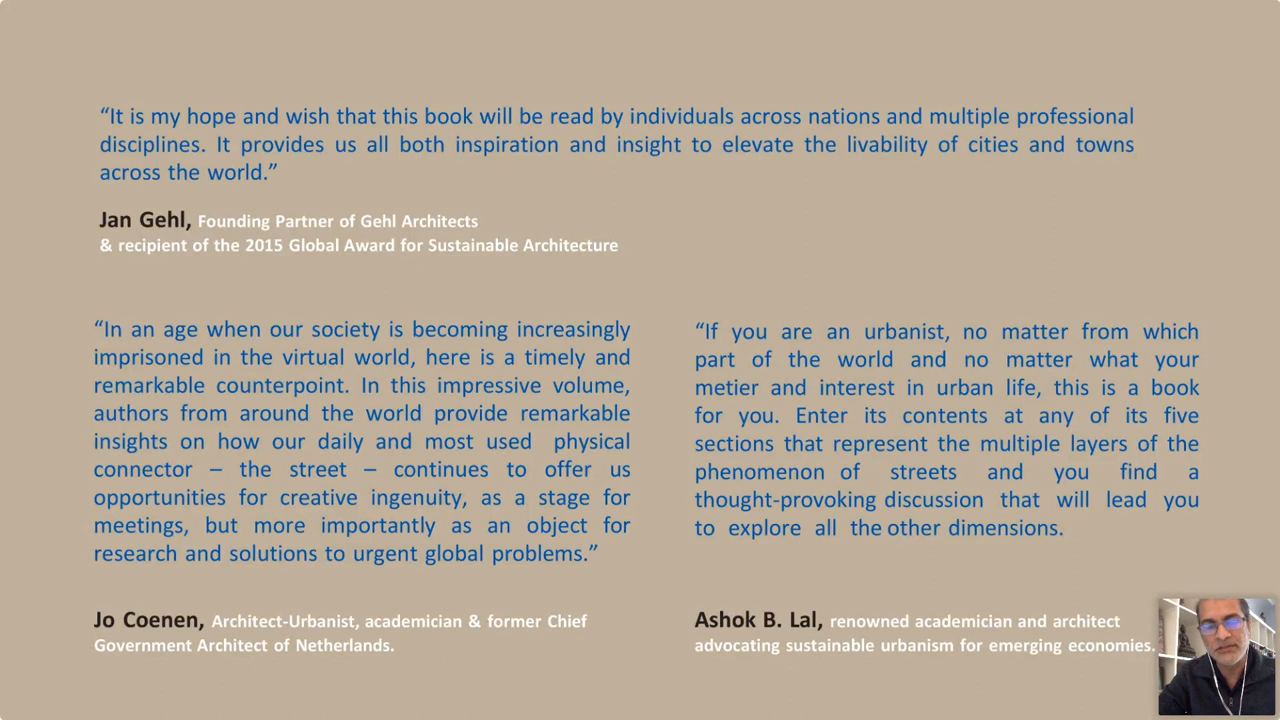 “It is my hope and wish that this book will be read by individuals across nations and multiple professional
disciplines. It provides us all both inspiration and insight to elevate the livability of cities and towns
across the world.”
Jan Gehl, Founding Partner of Gehl Architects
& recipient of the 2015 Global Award for Sustainable Architecture
“In an age when our society is becoming increasingly
imprisoned in the virtual world, here is a timely and
remarkable counterpoint. In this impressive volume,
authors from around the world provide remarkable
insights on how our daily and most used physical
connector – the street – continues to offer us
opportunities for creative ingenuity, as a stage for
meetings, but more importantly as an object for
research and solutions to urgent global problems.”
Jo Coenen, Architect-Urbanist, academician & former Chief
Government Architect of Netherlands.
“If you are an urbanist, no matter from which
part of the world and no matter what your
metier and interest in urban life, this is a book
for you. Enter its contents at any of its five
sections that represent the multiple layers of the
phenomenon of streets and you find a
thought-provoking discussion that will lead you
to explore all the other dimensions.
Ashok B. Lal, renowned academician and architect
advocating sustainable urbanism for emerging economies.